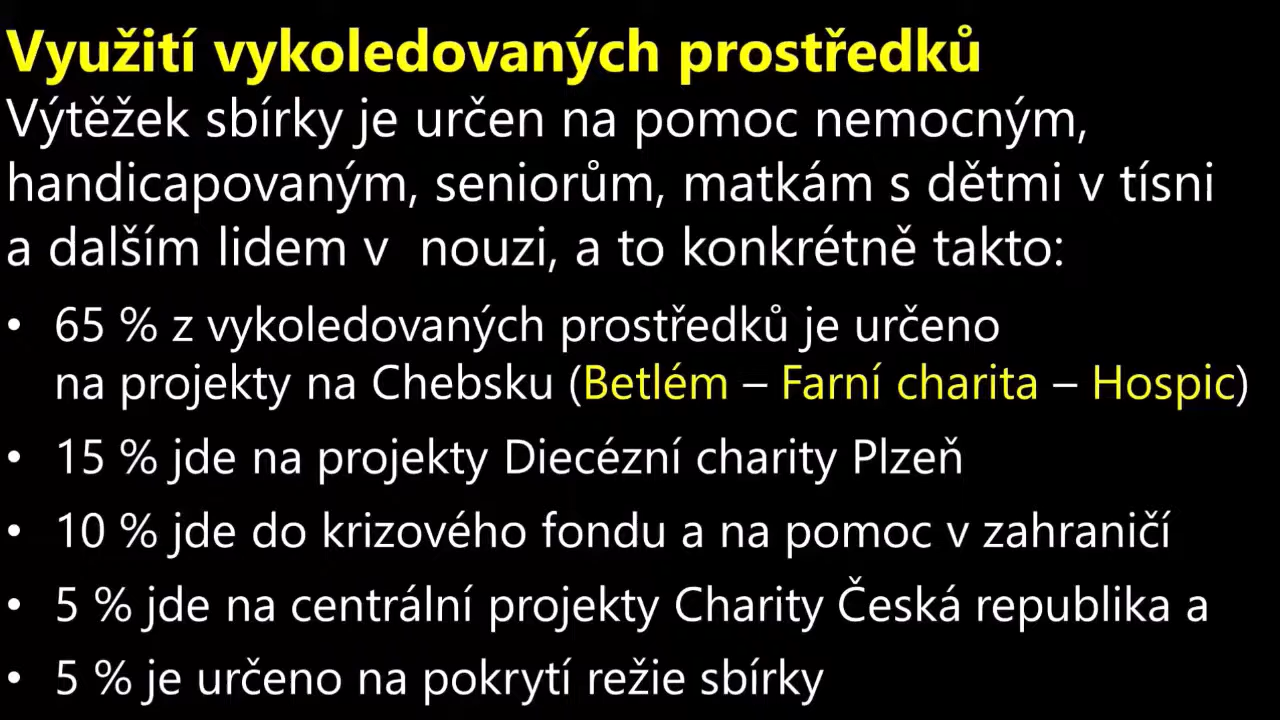 Využití vykoledovaných prostředků
Výtěžek sbírky je určen na pomoc nemocným,
handicapovaným, seniorům, matkám s dětmi v tísni
a dalším lidem v  nouzi, a to konkrétně takto:
• 65 % z vykoledovaných prostředků je určeno
na projekty na Chebsku (Betlém – Farní charita – Hospic)
• 15 % jde na projekty Diecézní charity Plzeň
• 10 % jde do krizového fondu a na pomoc v zahraničí
• 5 % jde na centrální projekty Charity Česká republika a
• 5 % je určeno na pokrytí režie sbírky